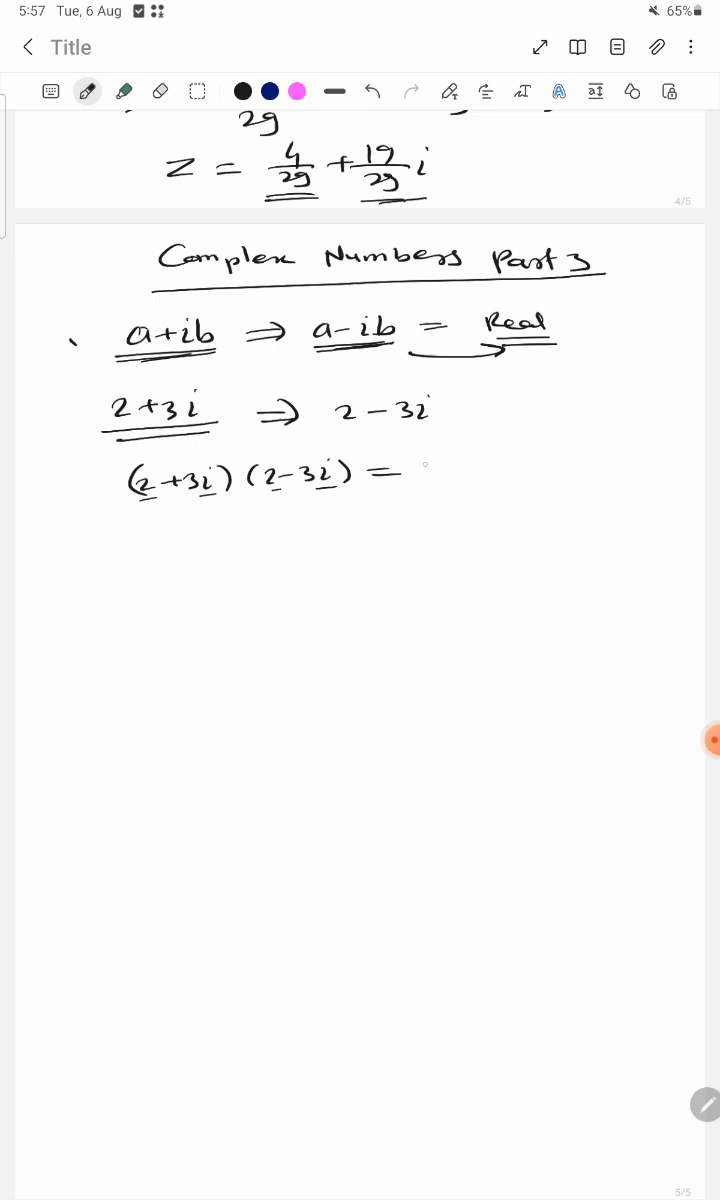 5:57 Tue, 6 Aug 65%
Title
29
Z = 4/29 + 19/29 i
4/5
Complex Numbers Part 3
a+ib ⇒ a-ib = Real
2+3i ⇒ 2-3i
(2+3i)(2-3i) =
5/5